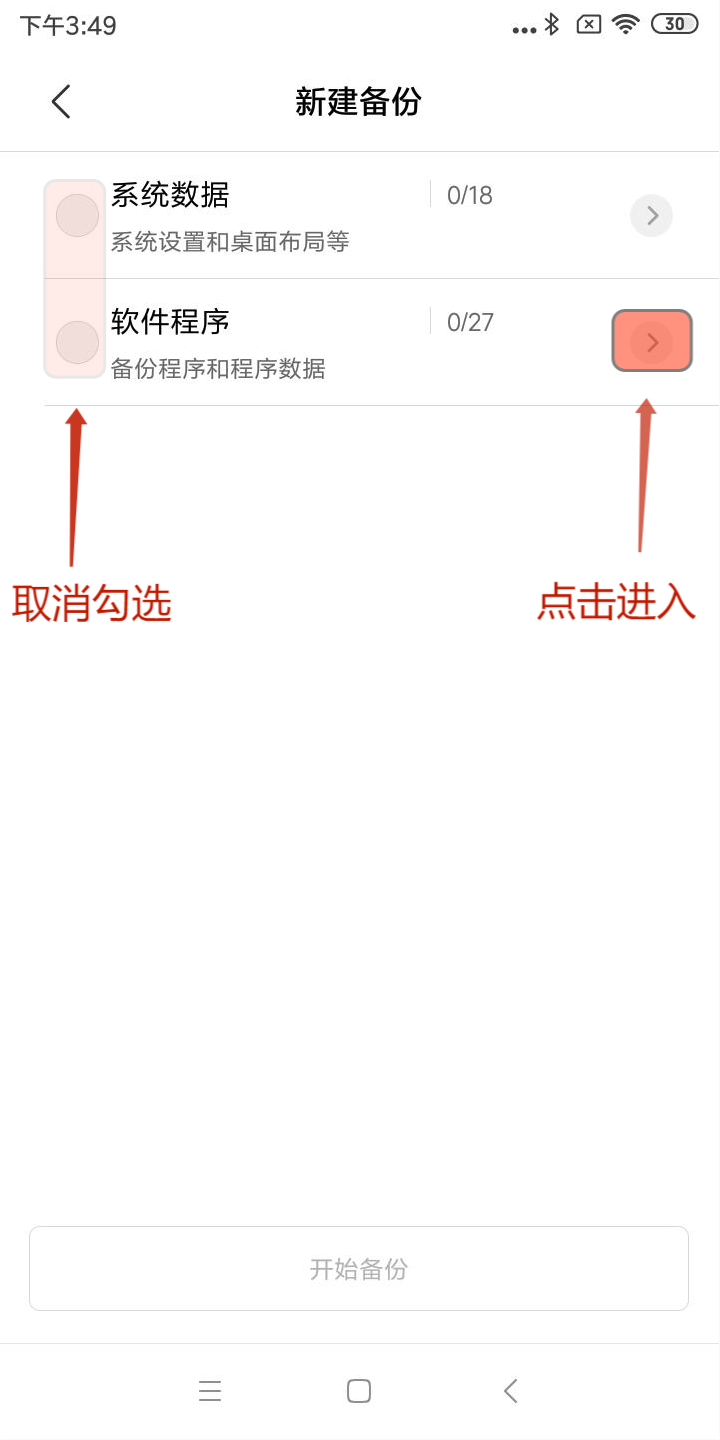 下午3:49
30
新建备份
系统数据
0/18
系统设置和桌面布局等
软件程序
0/27
备份程序和程序数据
取消勾选
点击进入
开始备份